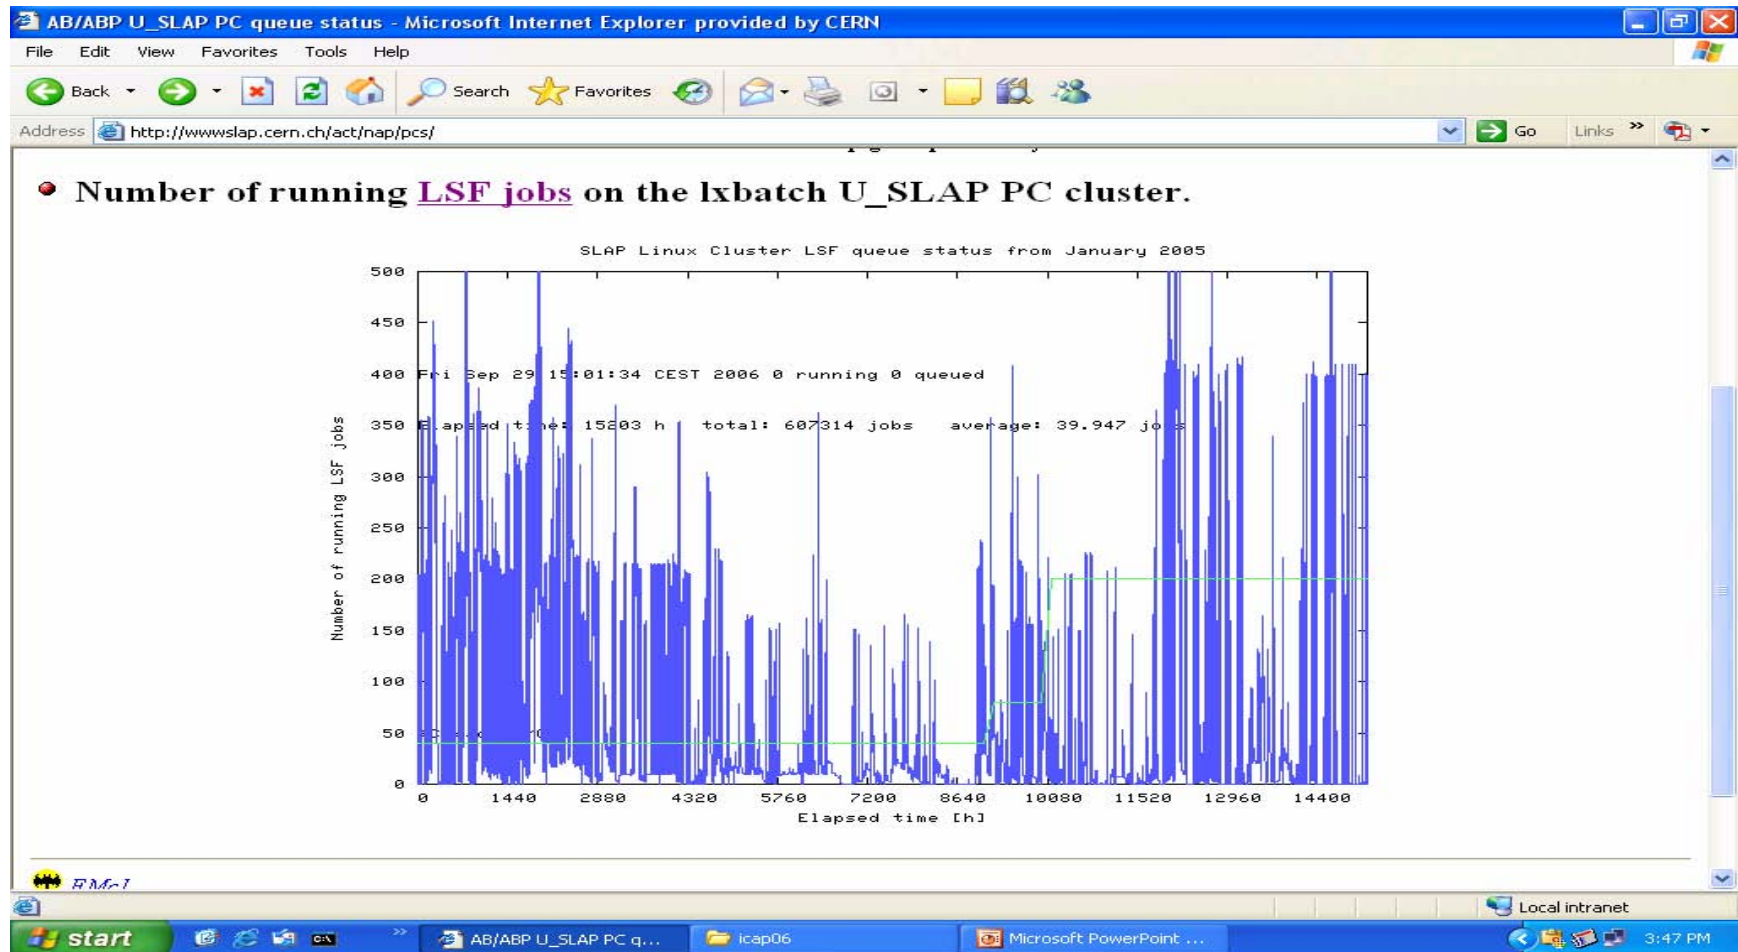 AB/ABP U_SLAP PC queue status - Microsoft Internet Explorer provided by CERN
File Edit View Favorites Tools Help
Back Search Favorites
Address http://wwwslap.cern.ch/act/nap/pcs/ Go Links »
Number of running LSF jobs on the lxbatch U_SLAP PC cluster.
SLAP Linux Cluster LSF queue status from January 2005
500
450
400 Fri Sep 29 15:01:34 CEST 2006 0 running 0 queued
350 Elapsed time: 15203 h total: 607314 jobs average: 39.947 jobs
300
250
200
150
100
50
0
Number of running LSF jobs
0 1440 2880 4320 5760 7200 8640 10080 11520 12960 14400
Elapsed time [h]
Local intranet
start » AB/ABP U_SLAP PC q... icap06 Microsoft PowerPoint ... 3:47 PM